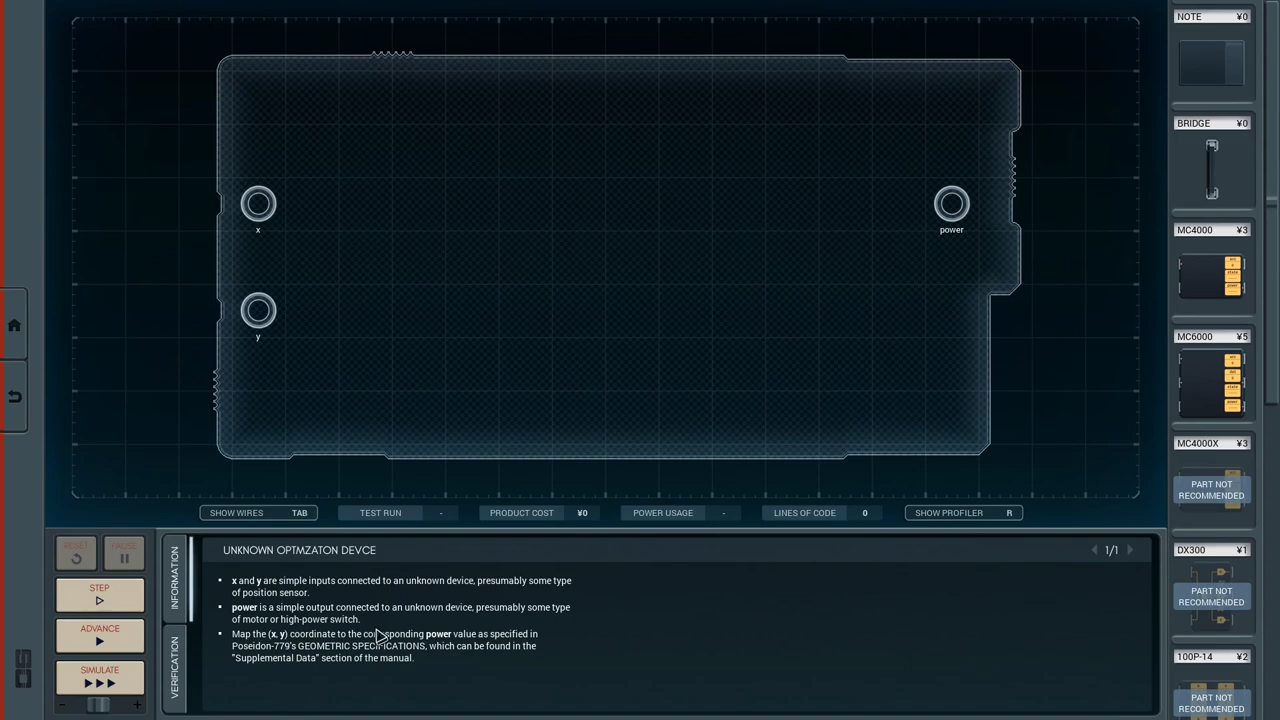 NOTE ¥0
BRIDGE ¥0
MC4000 ¥3
MC6000 ¥5
MC4000X ¥3
PART NOT
RECOMMENDED
DX300 ¥1
PART NOT
RECOMMENDED
100P-14 ¥2
PART NOT
RECOMMENDED
x
y
power
SHOW WIRES TAB
TEST RUN -
PRODUCT COST ¥0
POWER USAGE -
LINES OF CODE 0
SHOW PROFILER R
RESET
PAUSE
STEP
ADVANCE
SIMULATE
- +
INFORMATION
VERIFICATION
UNKNOWN OPTMZATON DEVCE
1/1
▪ x and y are simple inputs connected to an unknown device, presumably some type
of position sensor.
▪ power is a simple output connected to an unknown device, presumably some type
of motor or high-power switch.
▪ Map the (x, y) coordinate to the corresponding power value as specified in
Poseidon-779's GEOMETRIC SPECIFICATIONS, which can be found in the
"Supplemental Data" section of the manual.